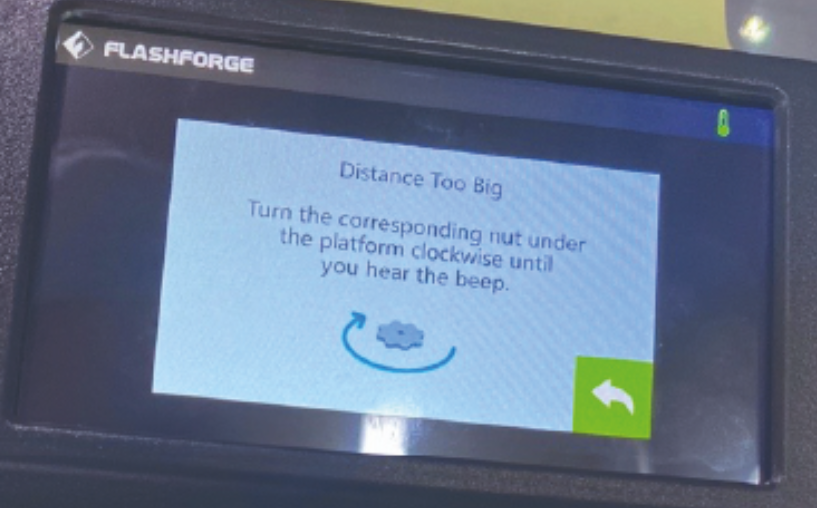 FLASHFORGE
Distance Too Big
Turn the corresponding nut under
the platform clockwise until
you hear the beep.